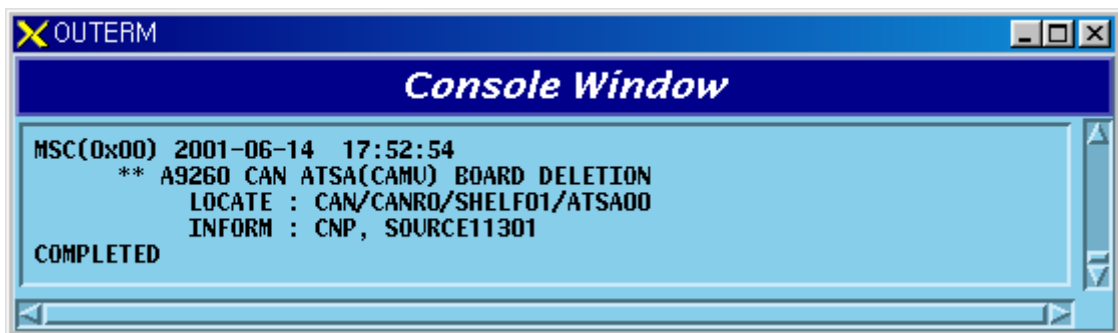 OUTERM
Console Window
MSC(0x00) 2001-06-14 17:52:54
** A9260 CAN ATSA(CAMU) BOARD DELETION
LOCATE : CAN/CANRO/SHELF01/ATSA00
INFORM : CNP, SOURCE11301
COMPLETED